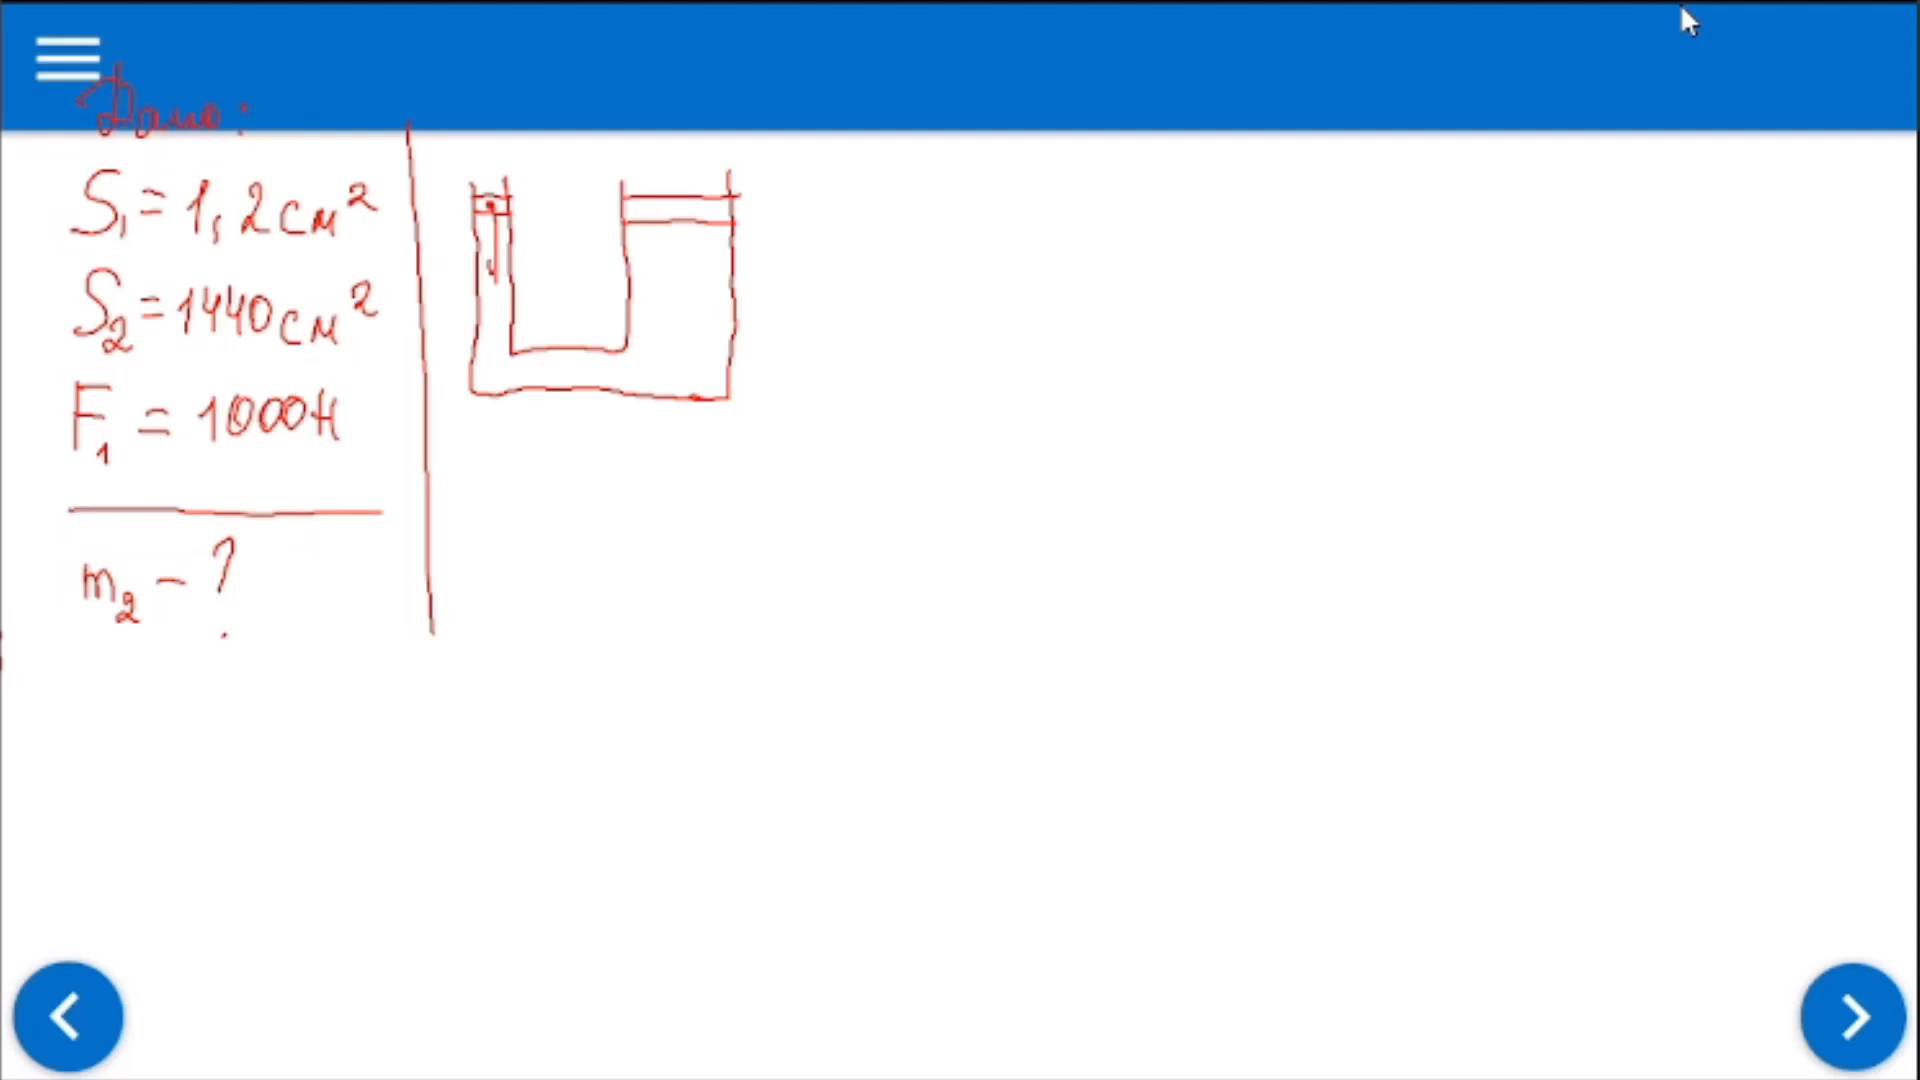 Дано:
S₁ = 1,2 см²
S₂ = 1440 см²
F₁ = 1000 Н
m₂ - ?